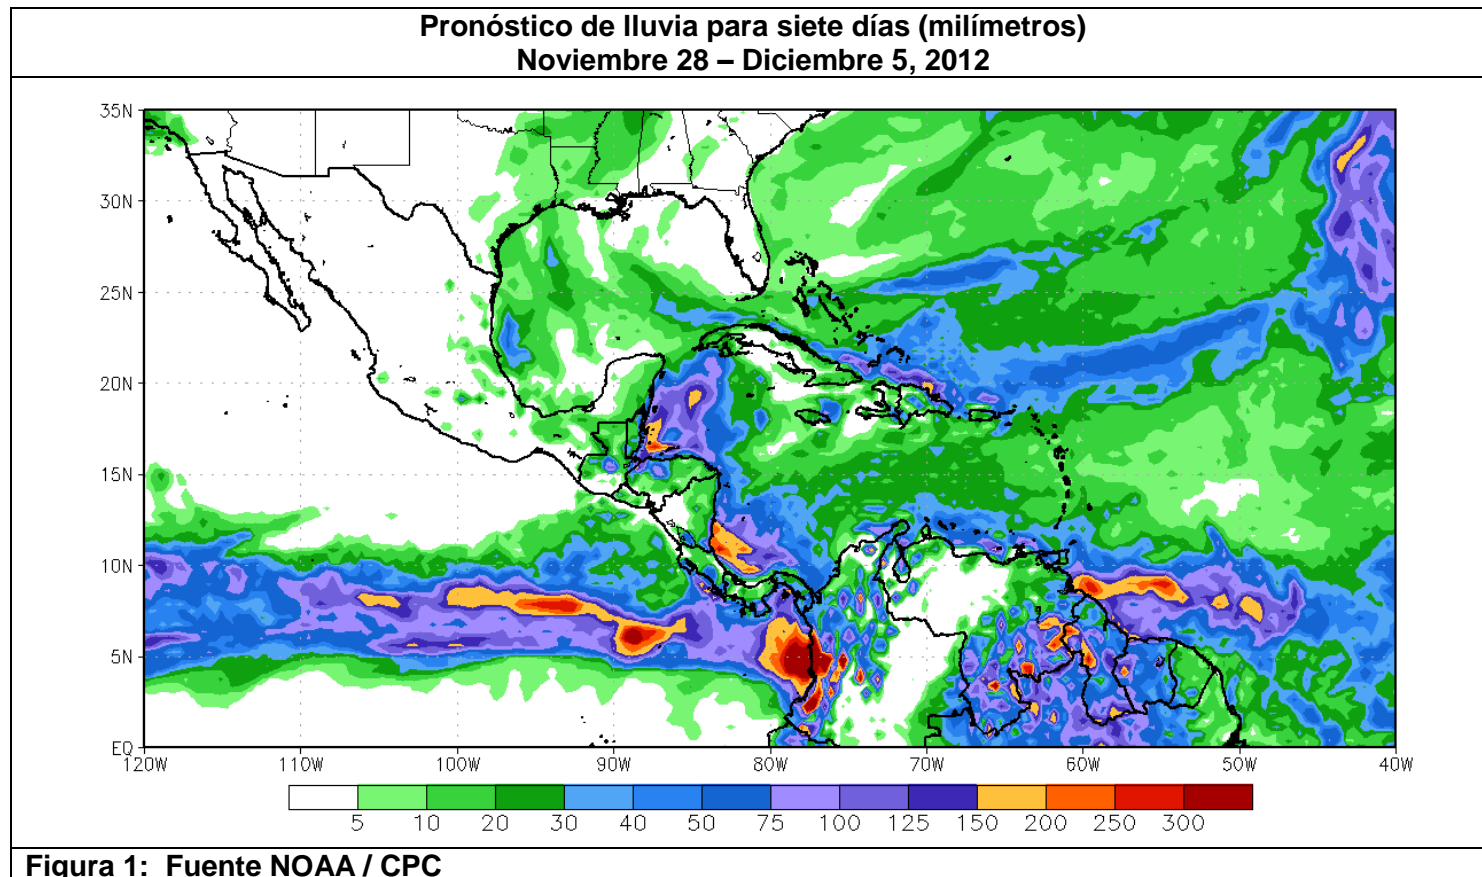 Pronóstico de lluvia para siete días (milímetros)
Noviembre 28 – Diciembre 5, 2012
35N
30N
25N
20N
15N
10N
5N
EQ
120W 110W 100W 90W 80W 70W 60W 50W 40W
5 10 20 30 40 50 75 100 125 150 200 250 300
Figura 1: Fuente NOAA / CPC